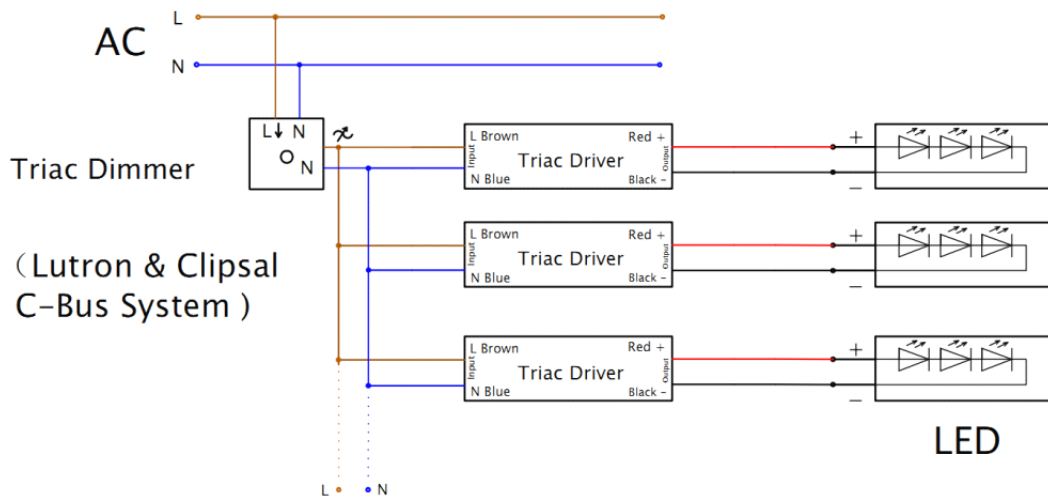 L
AC
N
L N
N
Triac Dimmer
（Lutron & Clipsal
C-Bus System )
L Brown
Red +
Input
Triac Driver
Output
N Blue
Black -
+
-
L Brown
Red +
Input
Triac Driver
Output
N Blue
Black -
+
-
L Brown
Red +
Input
Triac Driver
Output
N Blue
Black -
+
-
LED
L
N